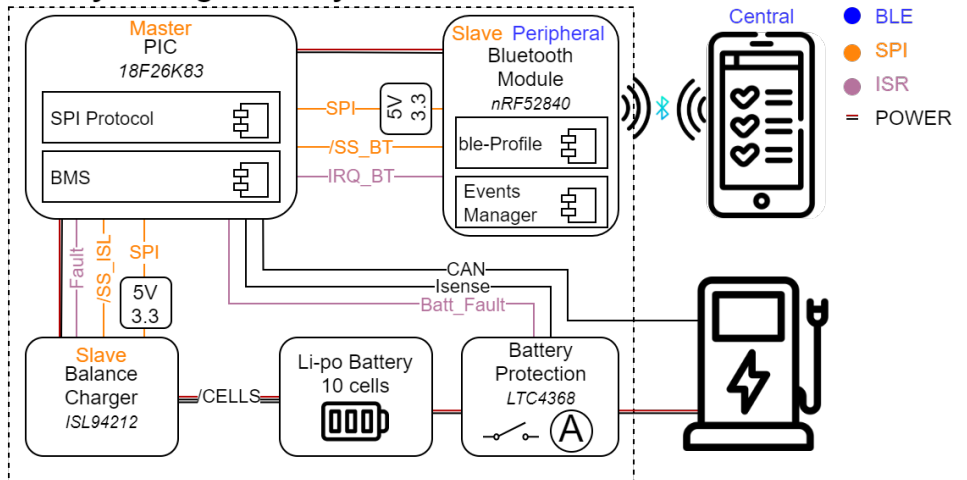 Master
PIC
18F26K83
SPI Protocol
BMS
SPI
5V
3.3
/SS_BT
IRQ_BT
Slave Peripheral
Bluetooth
Module
nRF52840
ble-Profile
Events
Manager
Central
BLE
SPI
ISR
POWER
Fault
/SS_ISL
SPI
5V
3.3
CAN
Isense
Batt_Fault
Slave
Balance
Charger
ISL94212
/CELLS
Li-po Battery
10 cells
Battery
Protection
LTC4368
A